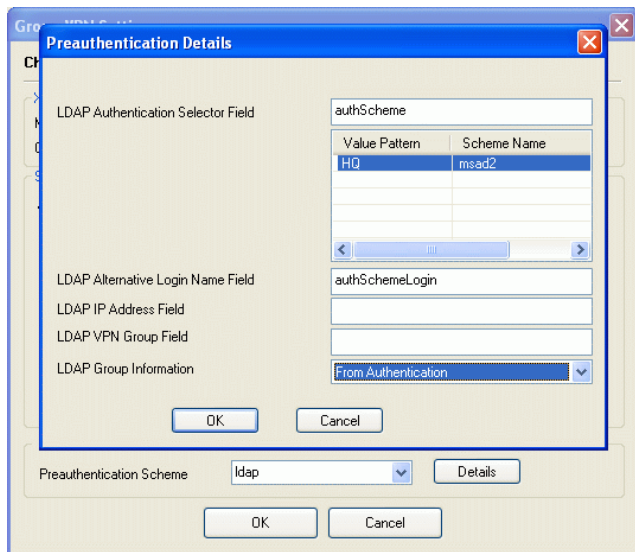 Preauthentication Details
LDAP Authentication Selector Field
authScheme
Value Pattern Scheme Name
HQ msad2
LDAP Alternative Login Name Field
authSchemeLogin
LDAP IP Address Field
LDAP VPN Group Field
LDAP Group Information
From Authentication
OK Cancel
Preauthentication Scheme
ldap
Details
OK Cancel